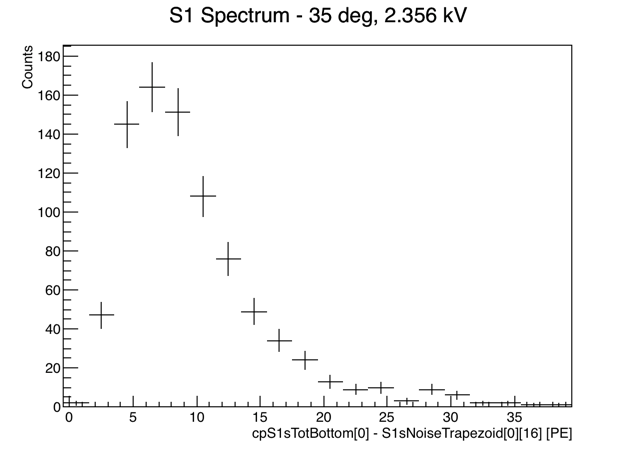 S1 Spectrum - 35 deg, 2.356 kV
Counts
180
160
140
120
100
80
60
40
20
0
0 5 10 15 20 25 30 35
cpS1sTotBottom[0] - S1sNoiseTrapezoid[0][16] [PE]